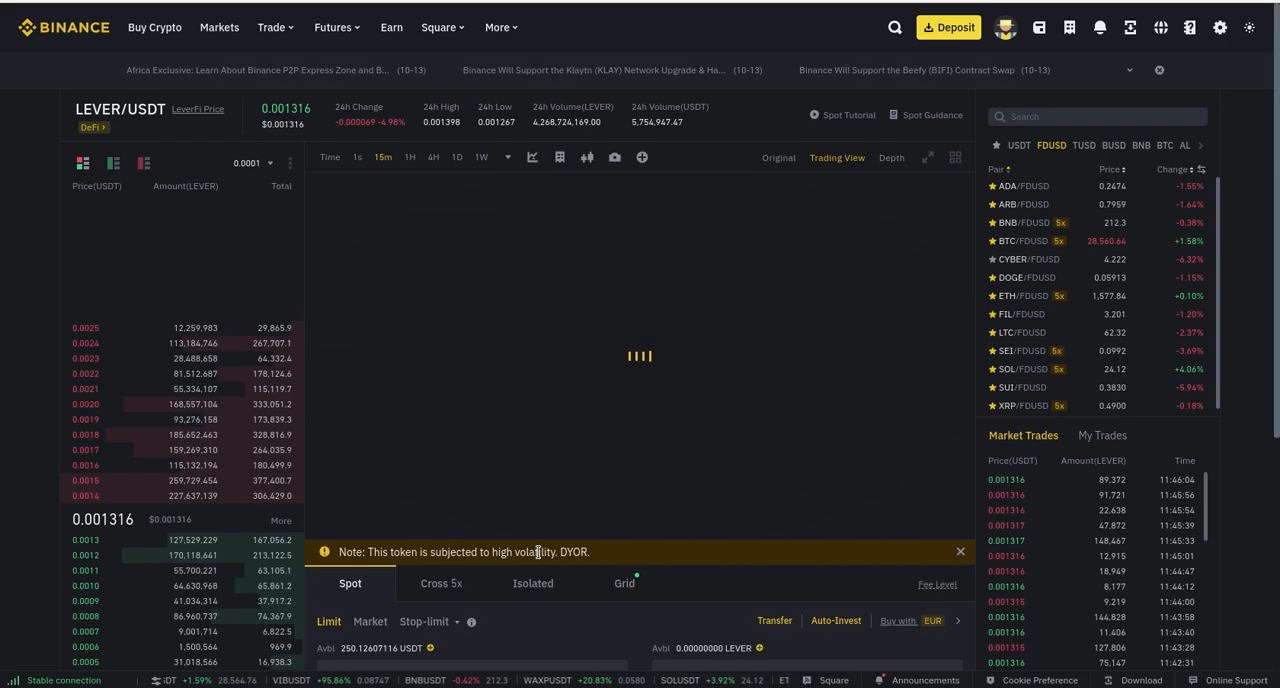 BINANCE Buy Crypto Markets Trade Futures Earn Square More Deposit
Africa Exclusive: Learn About Binance P2P Express Zone and B... (10-13) Binance Will Support the Klaytn (KLAY) Network Upgrade & Ha... (10-13) Binance Will Support the Beefy (BIFI) Contract Swap (10-13)
LEVER/USDT LeverFi Price
DeFi
0.001316
$0.001316
24h Change
-0.000069 -4.98%
24h High
0.001398
24h Low
0.001267
24h Volume(LEVER)
4,268,724,169.00
24h Volume(USDT)
5,754,947.47
Spot Tutorial Spot Guidance
0.0001
Price(USDT) Amount(LEVER) Total
0.0025 12,259,983 29,865.9
0.0024 113,184,746 267,707.1
0.0023 28,488,658 64,332.4
0.0022 81,512,687 178,124.6
0.0021 55,334,107 115,119.7
0.0020 168,557,104 333,051.2
0.0019 93,276,158 173,839.3
0.0018 185,652,463 328,816.9
0.0017 159,269,310 264,035.9
0.0016 115,132,194 180,499.9
0.0015 259,729,454 377,400.7
0.0014 227,637,139 306,429.0
0.001316 $0.001316 More
0.0013 127,529,229 167,056.2
0.0012 170,118,641 213,122.5
0.0011 55,700,221 63,105.1
0.0010 64,630,968 65,861.2
0.0009 41,034,314 37,917.2
0.0008 86,960,737 74,367.9
0.0007 9,001,714 6,822.5
0.0006 1,500,564 969.9
0.0005 31,018,566 16,938.3
Time 1s 15m 1H 4H 1D 1W Original Trading View Depth
Note: This token is subjected to high volatility. DYOR.
Spot Cross 5x Isolated Grid Fee Level
Limit Market Stop-limit Transfer Auto-Invest Buy with EUR
Avbl 250.12607116 USDT Avbl 0.00000000 LEVER
Search
USDT FDUSD TUSD BUSD BNB BTC AL
Pair Price Change
ADA/FDUSD 0.2474 -1.55%
ARB/FDUSD 0.7959 -1.64%
BNB/FDUSD 5x 212.3 -0.38%
BTC/FDUSD 5x 28,560.64 +1.58%
CYBER/FDUSD 4.222 -6.32%
DOGE/FDUSD 0.05913 -1.15%
ETH/FDUSD 5x 1,577.84 +0.10%
FIL/FDUSD 3.201 -1.20%
LTC/FDUSD 62.32 -2.37%
SEI/FDUSD 5x 0.0992 -3.69%
SOL/FDUSD 5x 24.12 +4.06%
SUI/FDUSD 0.3830 -5.94%
XRP/FDUSD 5x 0.4900 -0.18%
Market Trades My Trades
Price(USDT) Amount(LEVER) Time
0.001316 89,372 11:46:04
0.001316 91,721 11:45:56
0.001316 22,638 11:45:54
0.001317 47,872 11:45:39
0.001317 148,467 11:45:33
0.001316 12,915 11:45:01
0.001316 18,949 11:44:47
0.001316 8,177 11:44:12
0.001315 9,219 11:44:00
0.001316 144,828 11:43:58
0.001316 11,406 11:43:40
0.001315 127,806 11:43:28
0.001316 75,147 11:42:31
Stable connection DT +1.59% 28,564.76 VIBUSDT +95.86% 0.08747 BNBUSDT -0.42% 212.3 WAXPUSDT +20.83% 0.0580 SOLUSDT +3.92% 24.12 ET Square Announcements Cookie Preference Download Online Support